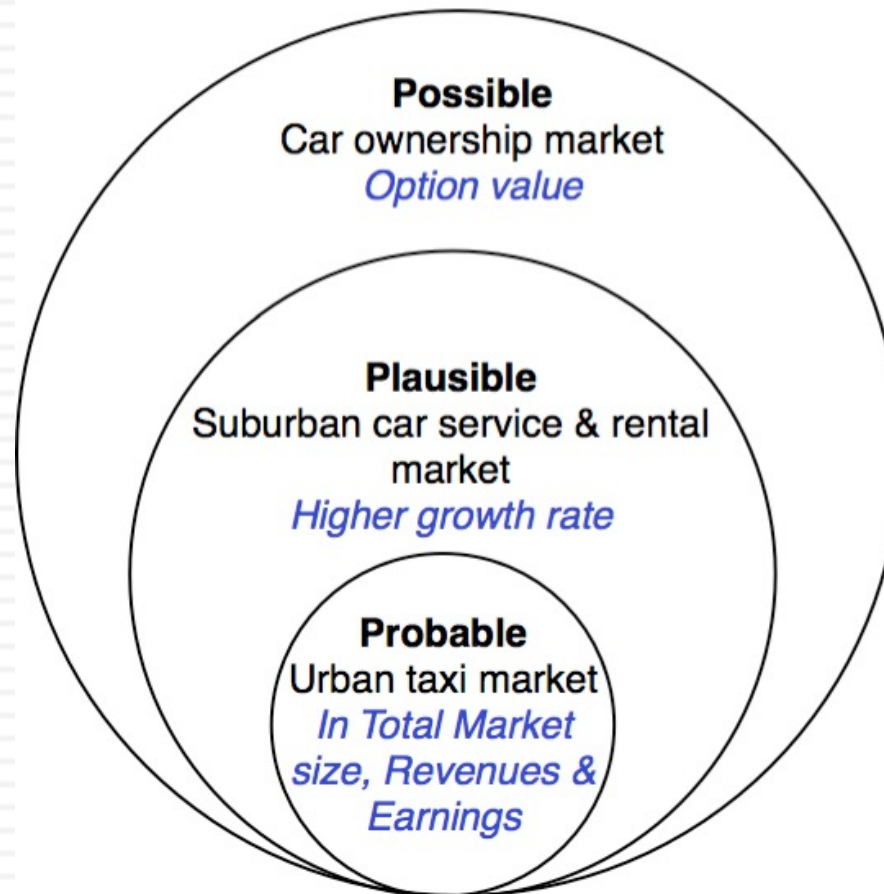 Possible
Car ownership market
Option value
Plausible
Suburban car service & rental
market
Higher growth rate
Probable
Urban taxi market
In Total Market
size, Revenues &
Earnings